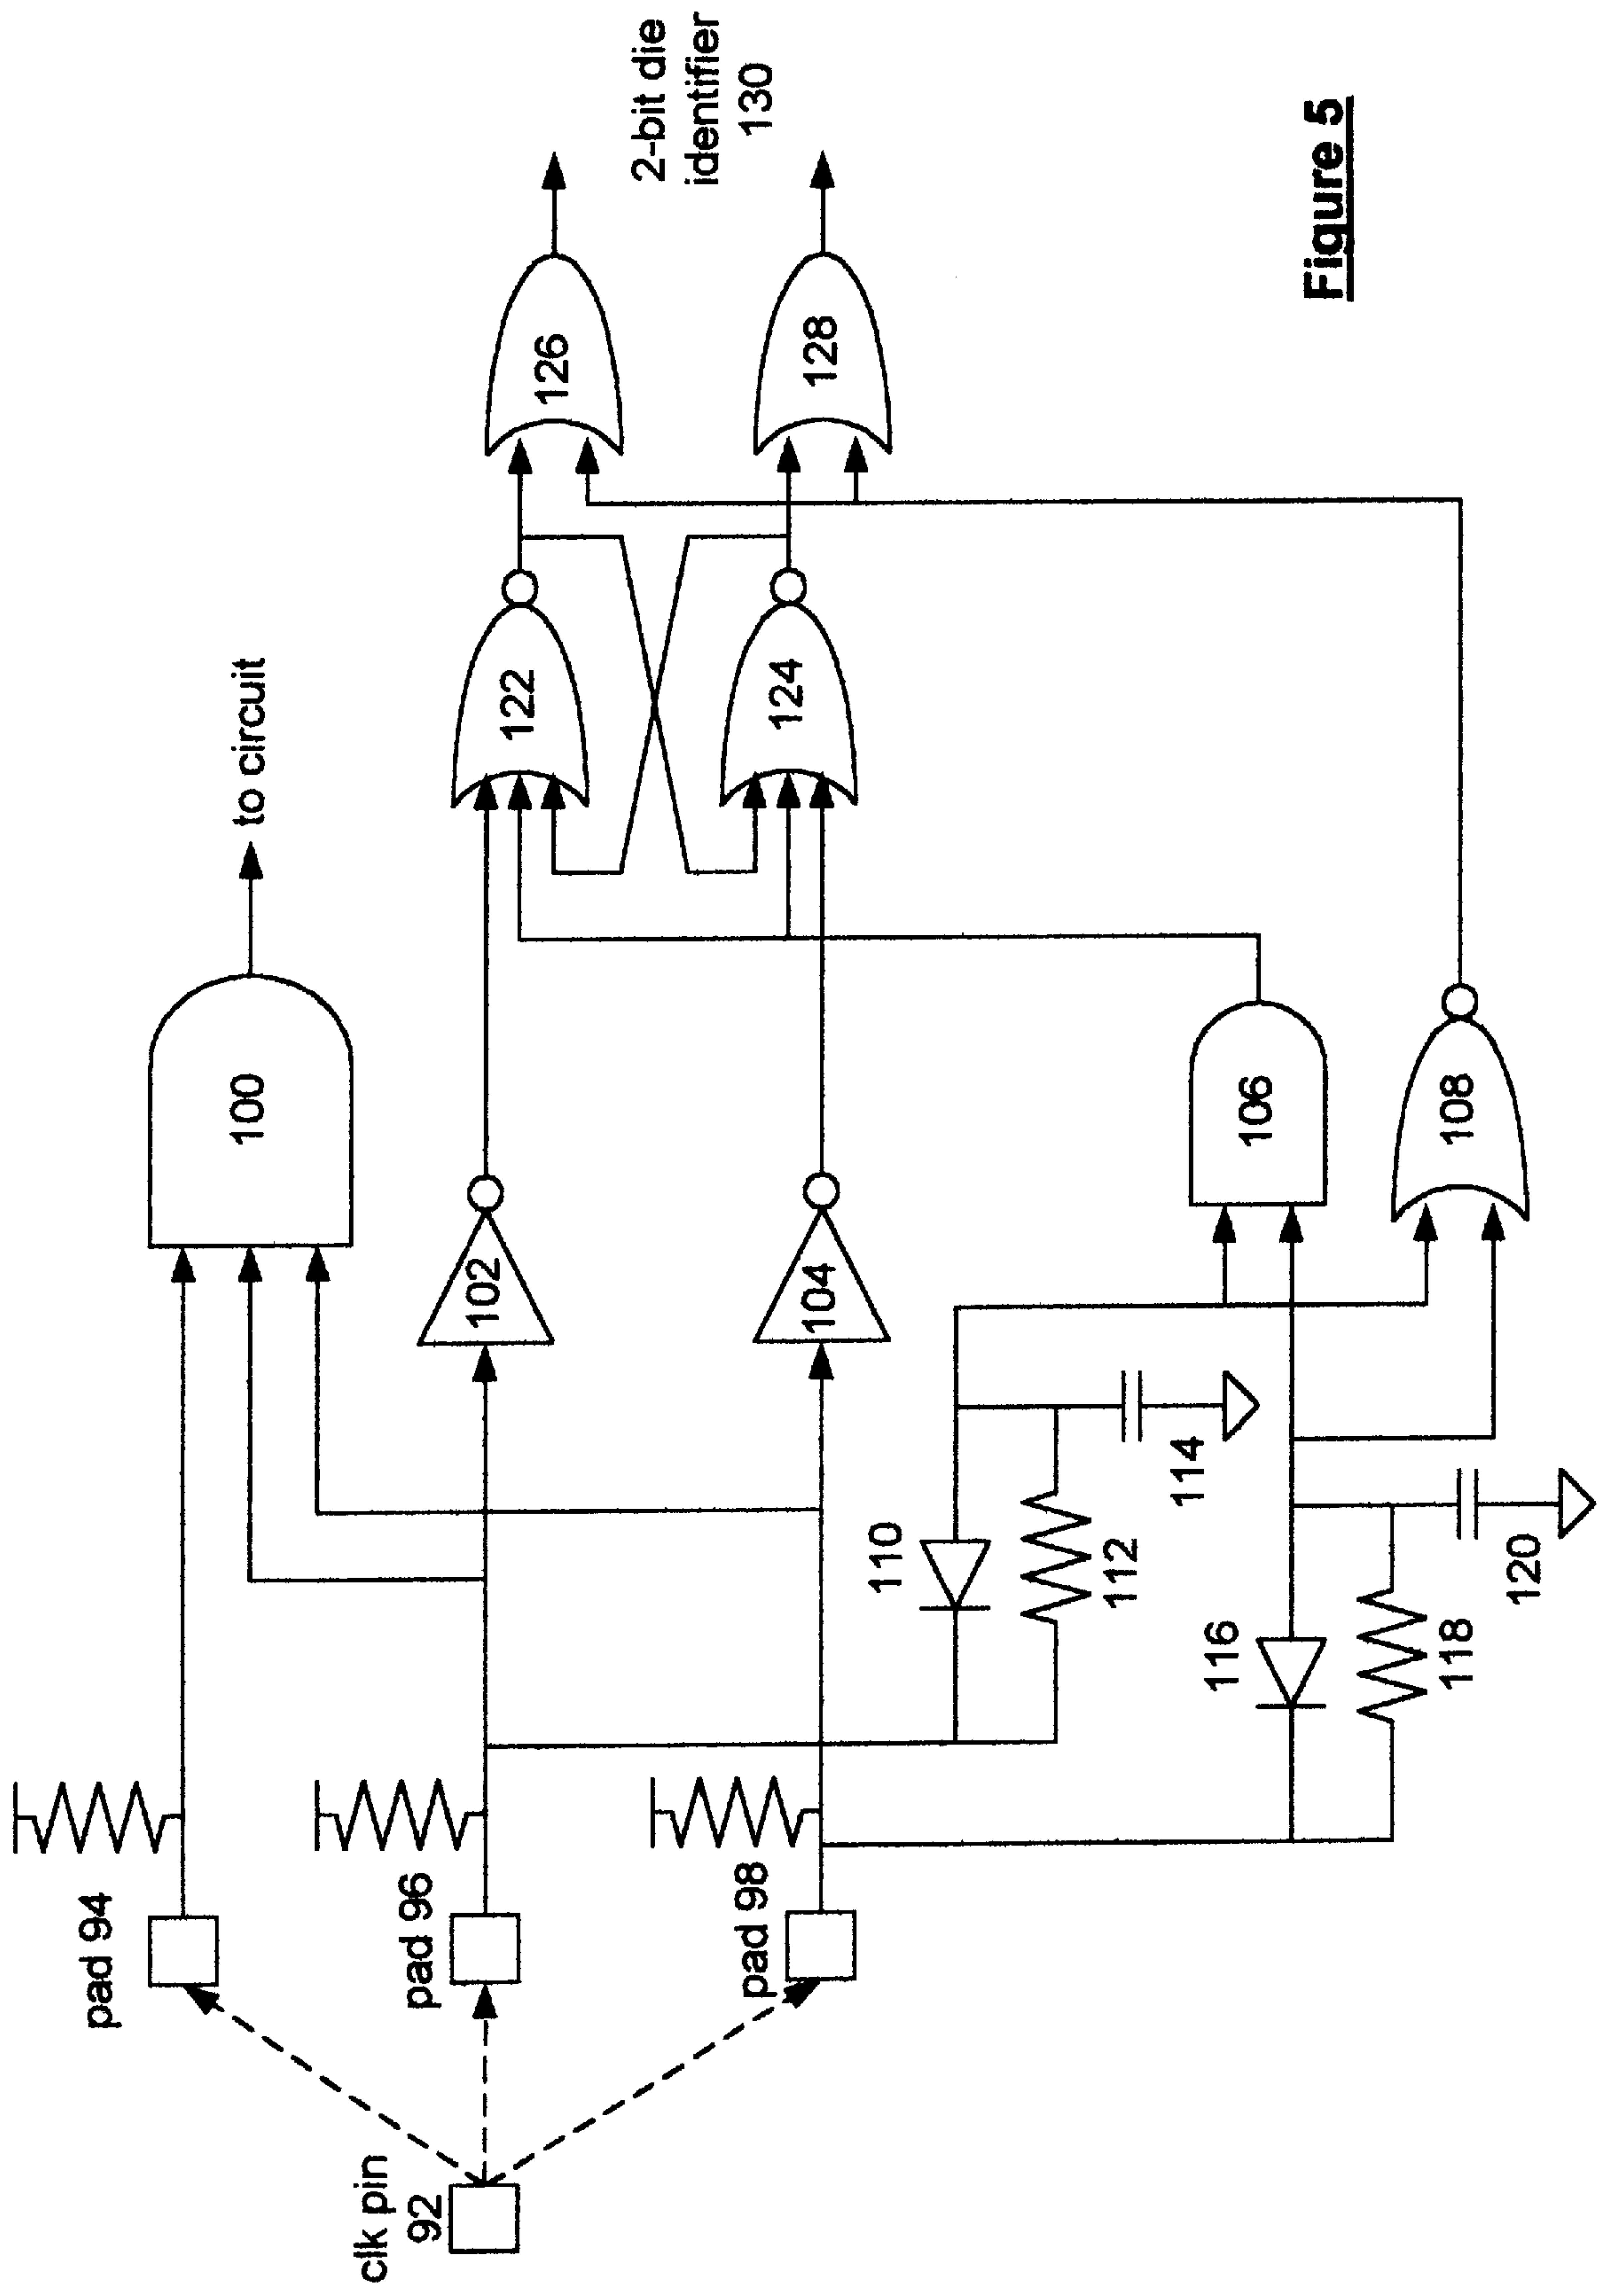 clk pin
92
pad 94
pad 96
pad 98
100
to circuit
102
104
110
112
114
116
118
120
106
108
122
124
126
128
2-bit die
identifier
130
Figure 5